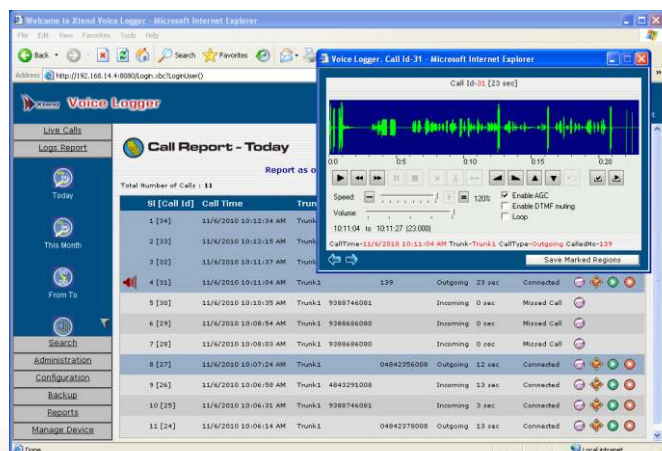 Welcome to Xtend Voice Logger - Microsoft Internet Explorer
File Edit View Favorites Tools Help
Back Search Favorites
Address http://192.168.14.4:8080/Login.vbc?LoginUser()
Xtend Voice Logger
Live Calls
Logs Report
Today
This Month
From To
Search
Administration
Configuration
Backup
Reports
Manage Device
Call Report - Today
Report as o
Total Number of Calls : 11
Sl [Call Id] Call Time Trun
1 [34] 11/6/2010 10:12:34 AM Trunk
2 [33] 11/6/2010 10:12:15 AM Trunk
3 [32] 11/6/2010 10:11:37 AM Trunk
4 [31] 11/6/2010 10:11:04 AM Trunk1 139 Outgoing 23 sec Connected
5 [30] 11/6/2010 10:10:35 AM Trunk1 9388746081 Incoming 0 sec Missed Call
6 [29] 11/6/2010 10:08:54 AM Trunk1 9388686080 Incoming 0 sec Missed Call
7 [28] 11/6/2010 10:08:03 AM Trunk1 9388686080 Incoming 0 sec Missed Call
8 [27] 11/6/2010 10:07:24 AM Trunk1 04842356008 Outgoing 12 sec Connected
9 [26] 11/6/2010 10:06:58 AM Trunk1 4843291008 Incoming 13 sec Connected
10 [25] 11/6/2010 10:06:31 AM Trunk1 9388746081 Incoming 3 sec Connected
11 [24] 11/6/2010 10:06:14 AM Trunk1 04842378008 Outgoing 13 sec Connected
Voice Logger. Call Id-31 - Microsoft Internet Explorer
Call Id-31 [23 sec]
0:0 0:5 0:10 0:15 0:20
Speed: 120% Enable AGC
Enable DTMF muting
Volume: Loop
10:11:04 to 10:11:27 (23.000)
CallTime-11/6/2010 10:11:04 AM Trunk-Trunk1 CallType-Outgoing CalledNo-139
Save Marked Regions
Done Local intranet